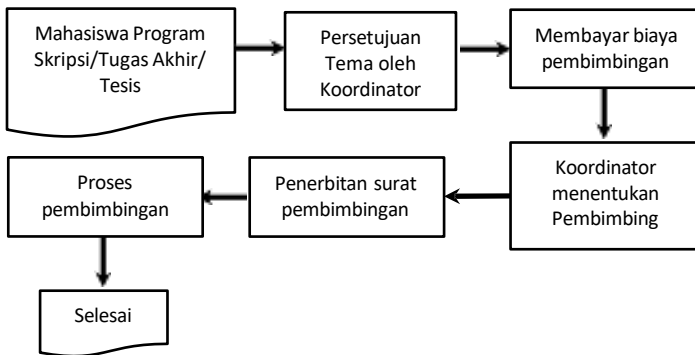 Mahasiswa Program
Skripsi/Tugas Akhir/
Tesis
Persetujuan
Tema oleh
Koordinator
Membayar biaya
pembimbingan
Koordinator
menentukan
Pembimbing
Penerbitan surat
pembimbingan
Proses
pembimbingan
Selesai